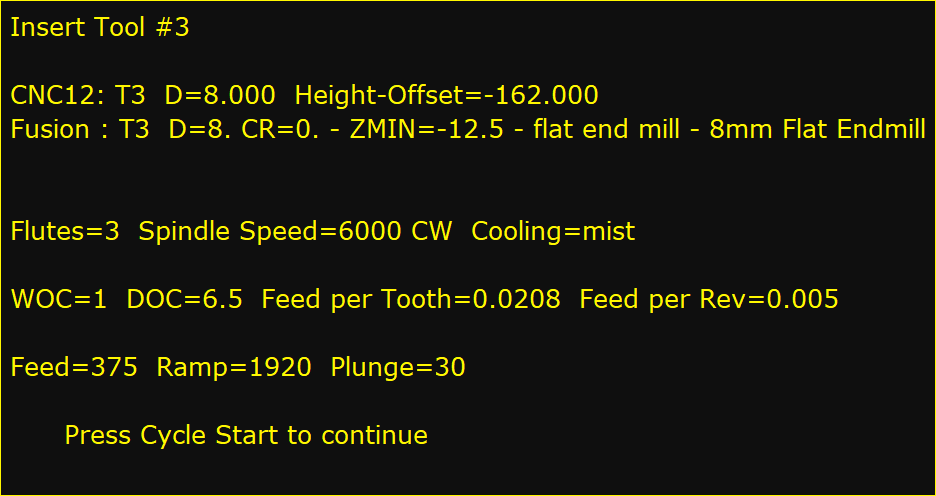 Insert Tool #3
CNC12: T3 D=8.000 Height-Offset=-162.000
Fusion : T3 D=8. CR=0. - ZMIN=-12.5 - flat end mill - 8mm Flat Endmill
Flutes=3 Spindle Speed=6000 CW Cooling=mist
WOC=1 DOC=6.5 Feed per Tooth=0.0208 Feed per Rev=0.005
Feed=375 Ramp=1920 Plunge=30
Press Cycle Start to continue